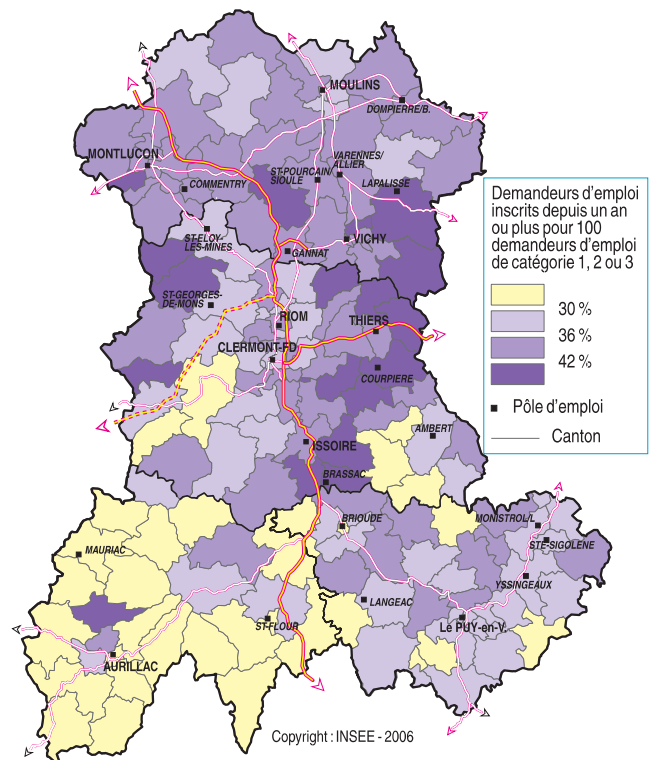 MOULINS
DOMPIERRE/B.
MONTLUCON
VARENNES/
ALLIER
ST-POURCAIN/
SIOULE
LAPALISSE
COMMENTRY
ST-ELOY-
LES-MINES
VICHY
GANNAT
ST-GEORGES-
DE-MONS
RIOM
THIERS
CLERMONT-FD
COURPIERE
AMBERT
ISSOIRE
BRASSAC
BRIOUDE
MONISTROL/L
STE-SIGOLENE
MAURIAC
YSSINGEAUX
LANGEAC
ST-FLOUR
Le PUY-en-V.
AURILLAC
Demandeurs d'emploi
inscrits depuis un an
ou plus pour 100
demandeurs d'emploi
de catégorie 1, 2 ou 3
30 %
36 %
42 %
Pôle d'emploi
Canton
Copyright : INSEE - 2006